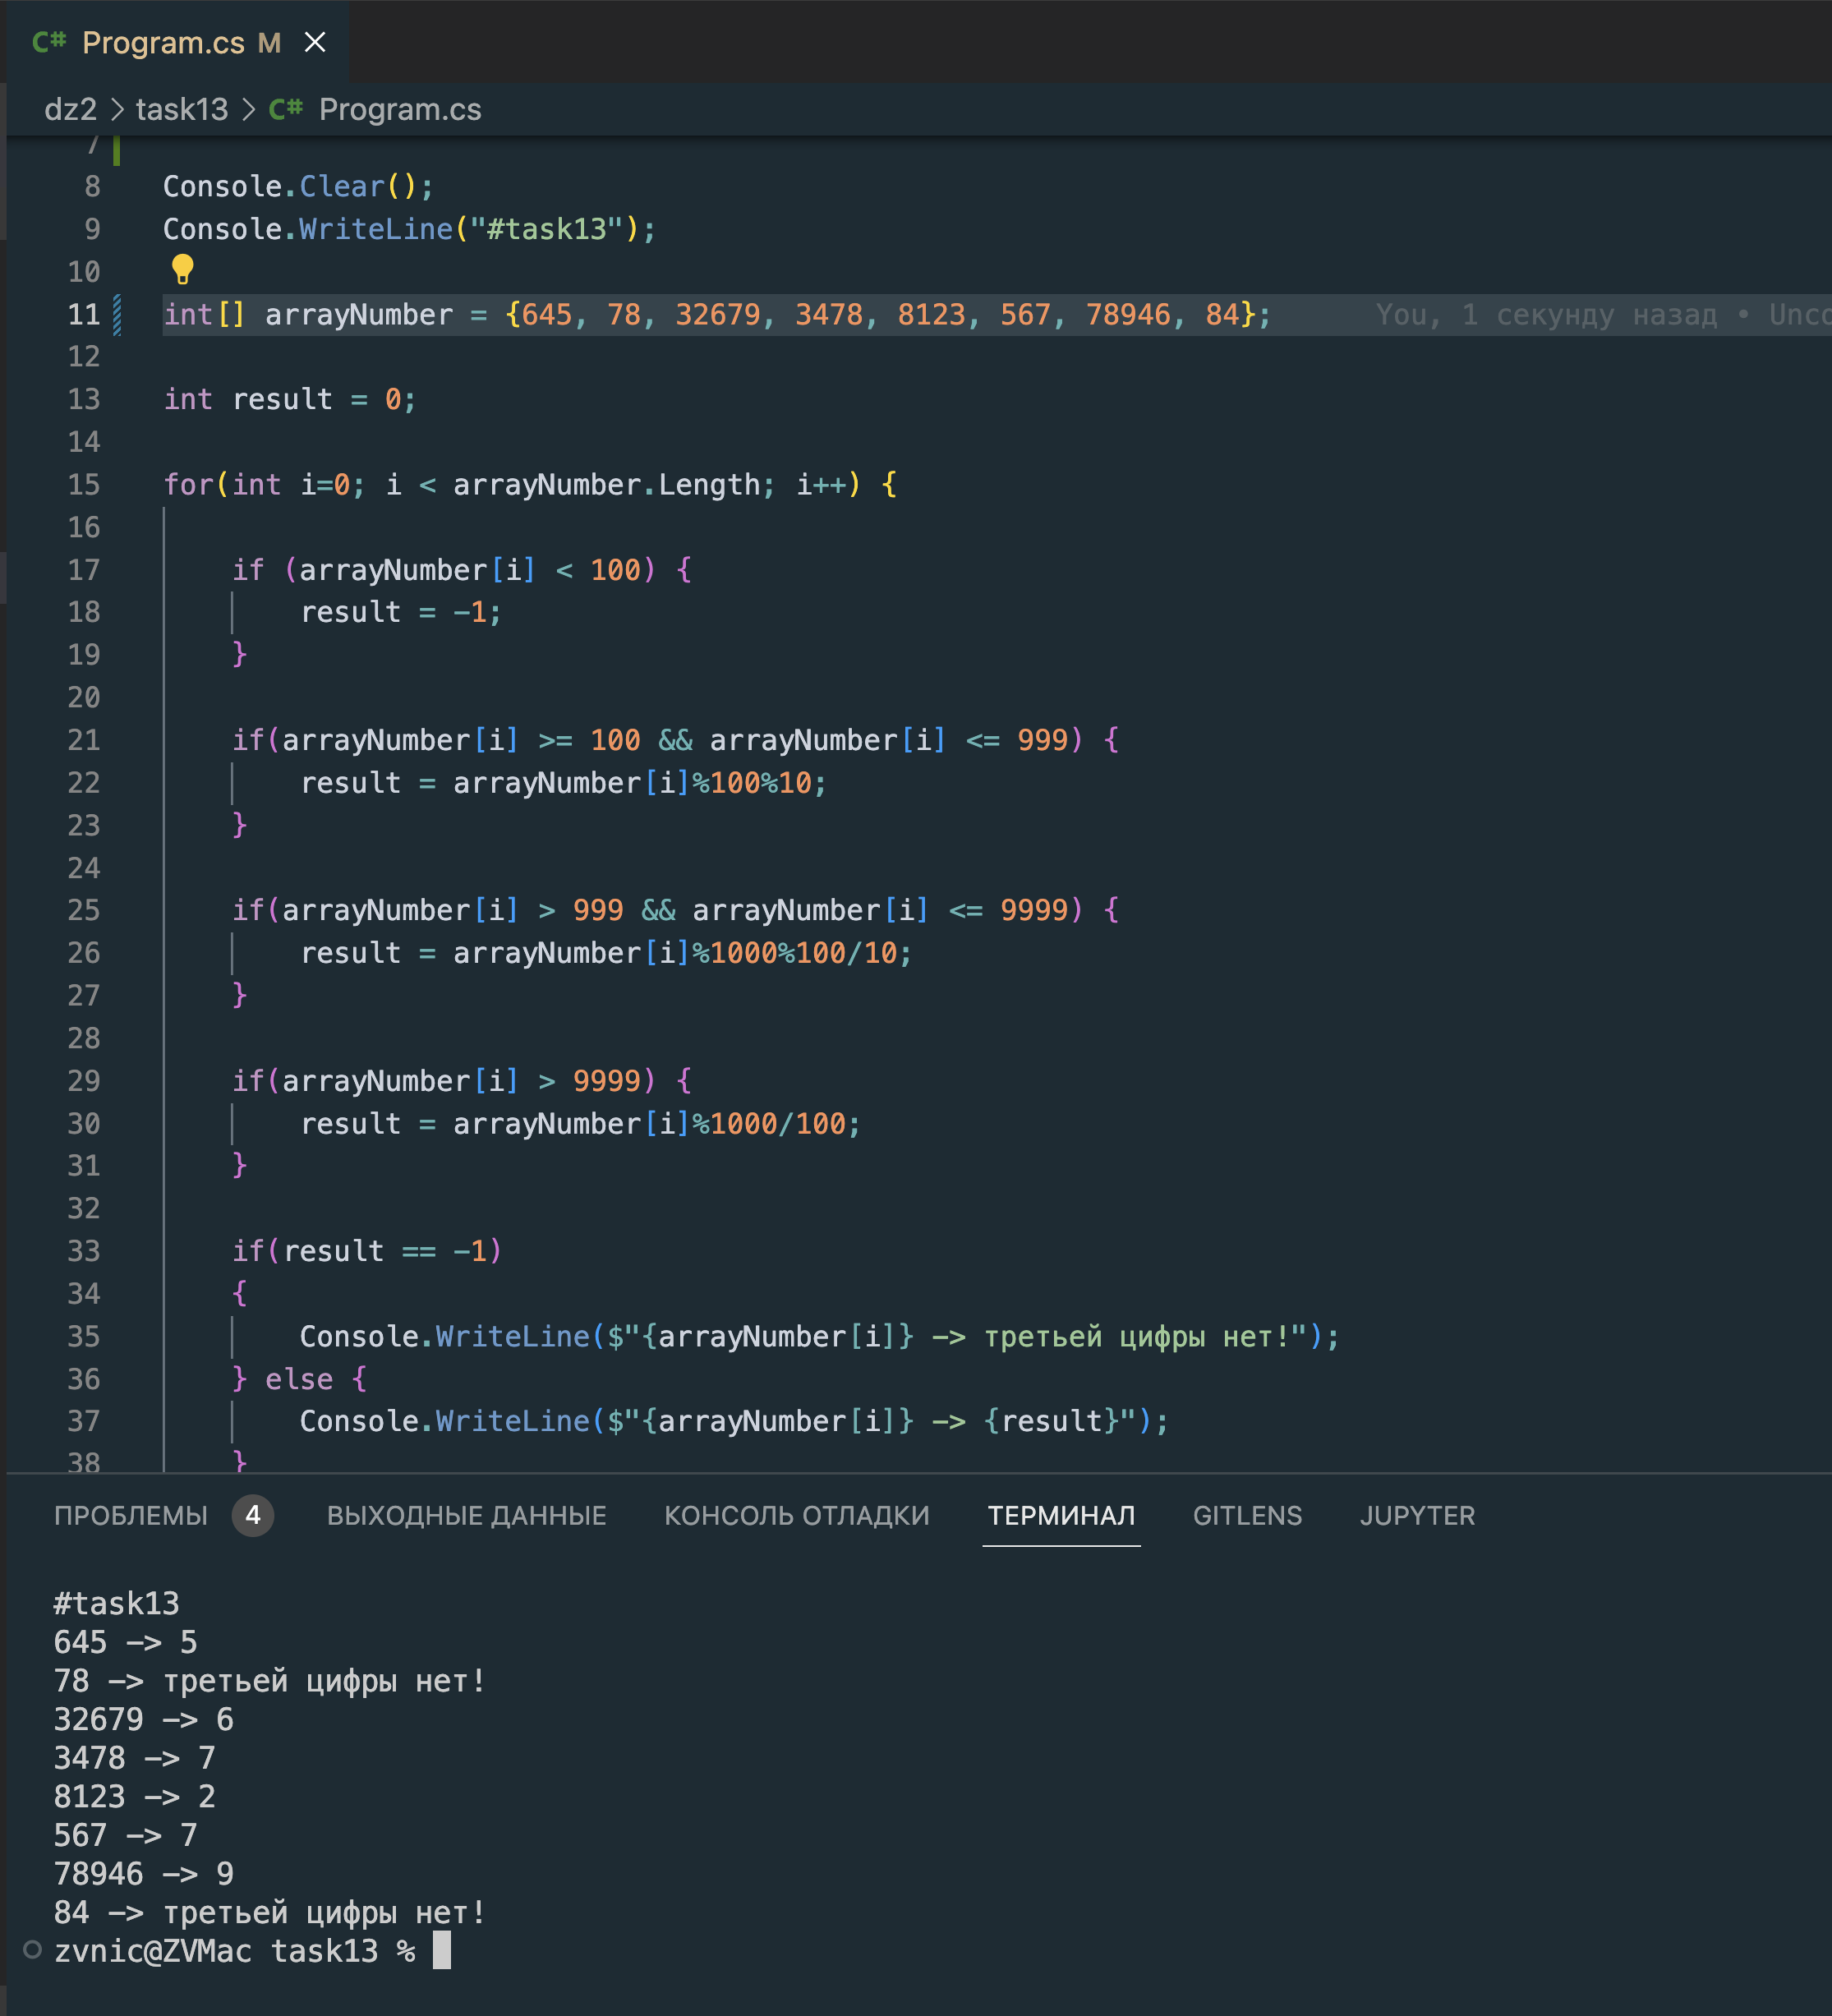 C# Program.cs M ×
dz2 > task13 > C# Program.cs
7
8 Console.Clear();
9 Console.WriteLine("#task13");
10
11 int[] arrayNumber = {645, 78, 32679, 3478, 8123, 567, 78946, 84}; You, 1 секунду назад • Unco
12
13 int result = 0;
14
15 for(int i=0; i < arrayNumber.Length; i++) {
16
17 if (arrayNumber[i] < 100) {
18 result = -1;
19 }
20
21 if(arrayNumber[i] >= 100 && arrayNumber[i] <= 999) {
22 result = arrayNumber[i]%100%10;
23 }
24
25 if(arrayNumber[i] > 999 && arrayNumber[i] <= 9999) {
26 result = arrayNumber[i]%1000%100/10;
27 }
28
29 if(arrayNumber[i] > 9999) {
30 result = arrayNumber[i]%1000/100;
31 }
32
33 if(result == -1)
34 {
35 Console.WriteLine($"{arrayNumber[i]} -> третьей цифры нет!");
36 } else {
37 Console.WriteLine($"{arrayNumber[i]} -> {result}");
38 }
ПРОБЛЕМЫ 4 ВЫХОДНЫЕ ДАННЫЕ КОНСОЛЬ ОТЛАДКИ ТЕРМИНАЛ GITLENS JUPYTER
#task13
645 -> 5
78 -> третьей цифры нет!
32679 -> 6
3478 -> 7
8123 -> 2
567 -> 7
78946 -> 9
84 -> третьей цифры нет!
zvnic@ZVMac task13 %